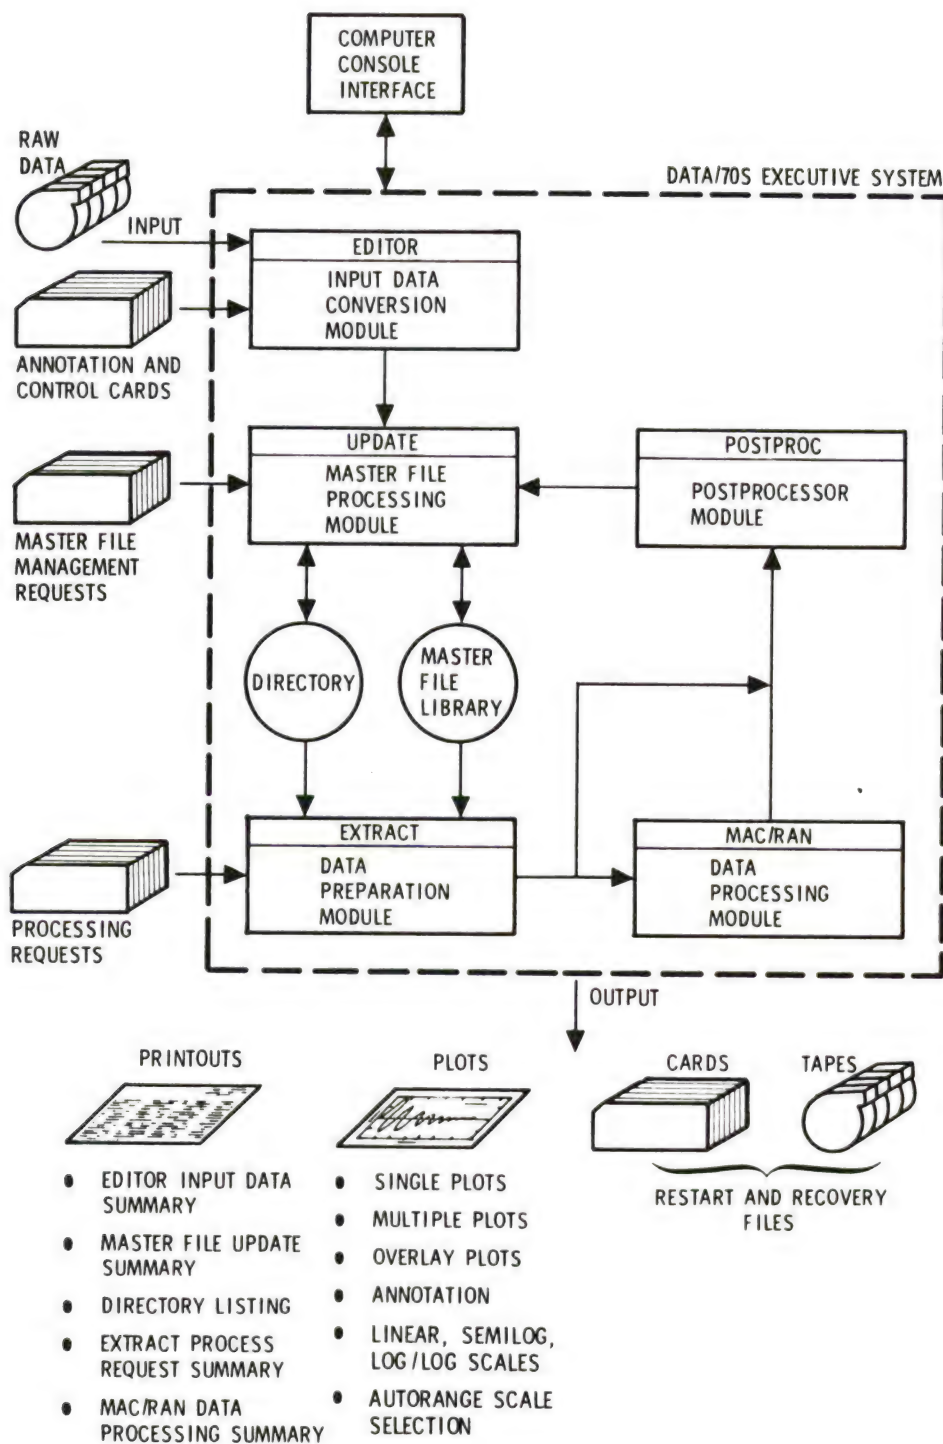 COMPUTER
CONSOLE
INTERFACE
RAW
DATA
DATA/70S EXECUTIVE SYSTEM
INPUT
EDITOR
INPUT DATA
CONVERSION
MODULE
ANNOTATION AND
CONTROL CARDS
UPDATE
MASTER FILE
PROCESSING
MODULE
POSTPROC
POSTPROCESSOR
MODULE
MASTER FILE
MANAGEMENT
REQUESTS
DIRECTORY
MASTER
FILE
LIBRARY
EXTRACT
DATA
PREPARATION
MODULE
MAC/RAN
DATA
PROCESSING
MODULE
PROCESSING
REQUESTS
OUTPUT
PRINTOUTS
• EDITOR INPUT DATA
SUMMARY
• MASTER FILE UPDATE
SUMMARY
• DIRECTORY LISTING
• EXTRACT PROCESS
REQUEST SUMMARY
• MAC/RAN DATA
PROCESSING SUMMARY
PLOTS
• SINGLE PLOTS
• MULTIPLE PLOTS
• OVERLAY PLOTS
• ANNOTATION
• LINEAR, SEMILOG,
LOG/LOG SCALES
• AUTORANGE SCALE
SELECTION
CARDS
TAPES
RESTART AND RECOVERY
FILES